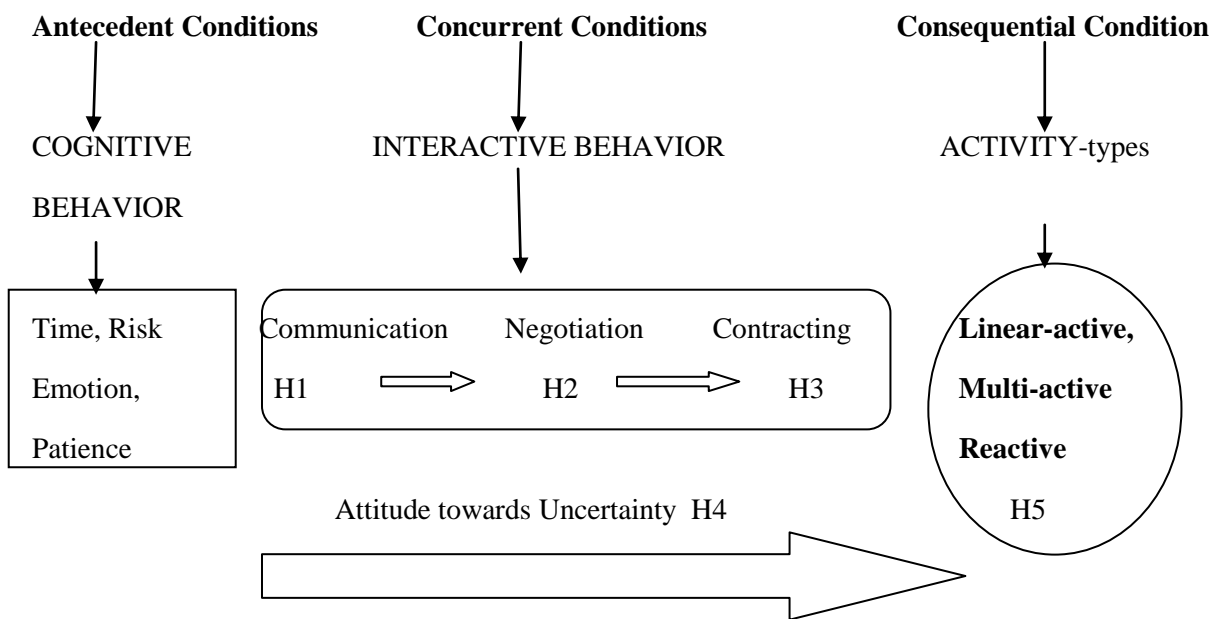 Antecedent Conditions Concurrent Conditions Consequential Condition
COGNITIVE INTERACTIVE BEHAVIOR ACTIVITY-types
BEHAVIOR
Time, Risk Communication Negotiation Contracting Linear-active,
Emotion, H1 H2 H3 Multi-active
Patience Reactive
Attitude towards Uncertainty H4 H5